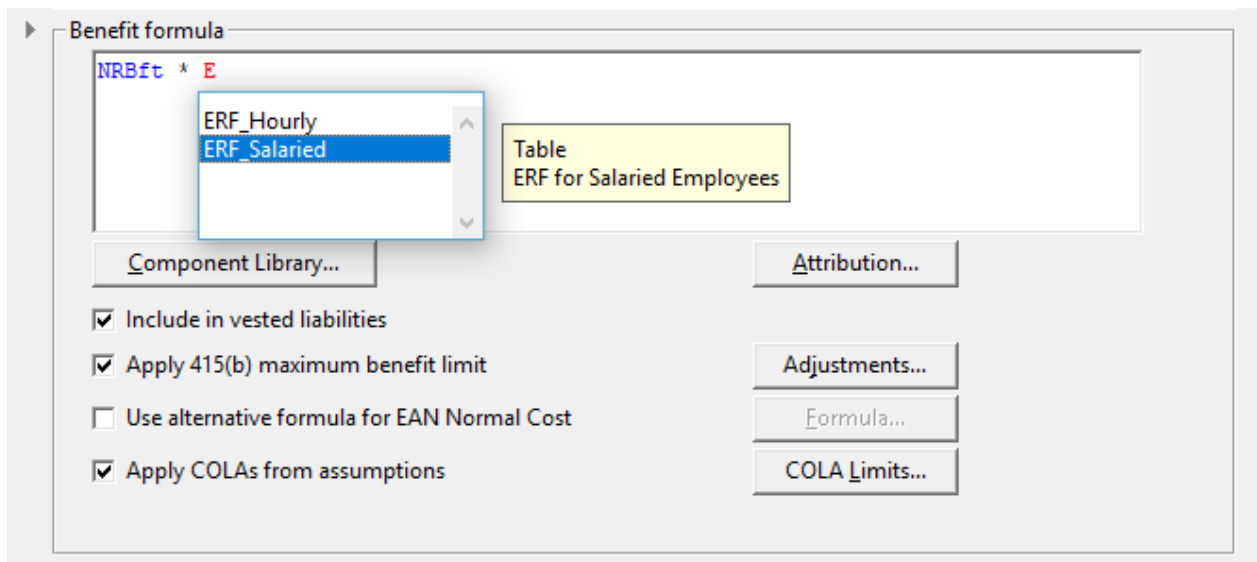 Benefit formula
NRBft * E
ERF_Hourly
ERF_Salaried
Table
ERF for Salaried Employees
Component Library...
Attribution...
Include in vested liabilities
Apply 415(b) maximum benefit limit
Adjustments...
Use alternative formula for EAN Normal Cost
Formula...
Apply COLAs from assumptions
COLA Limits...